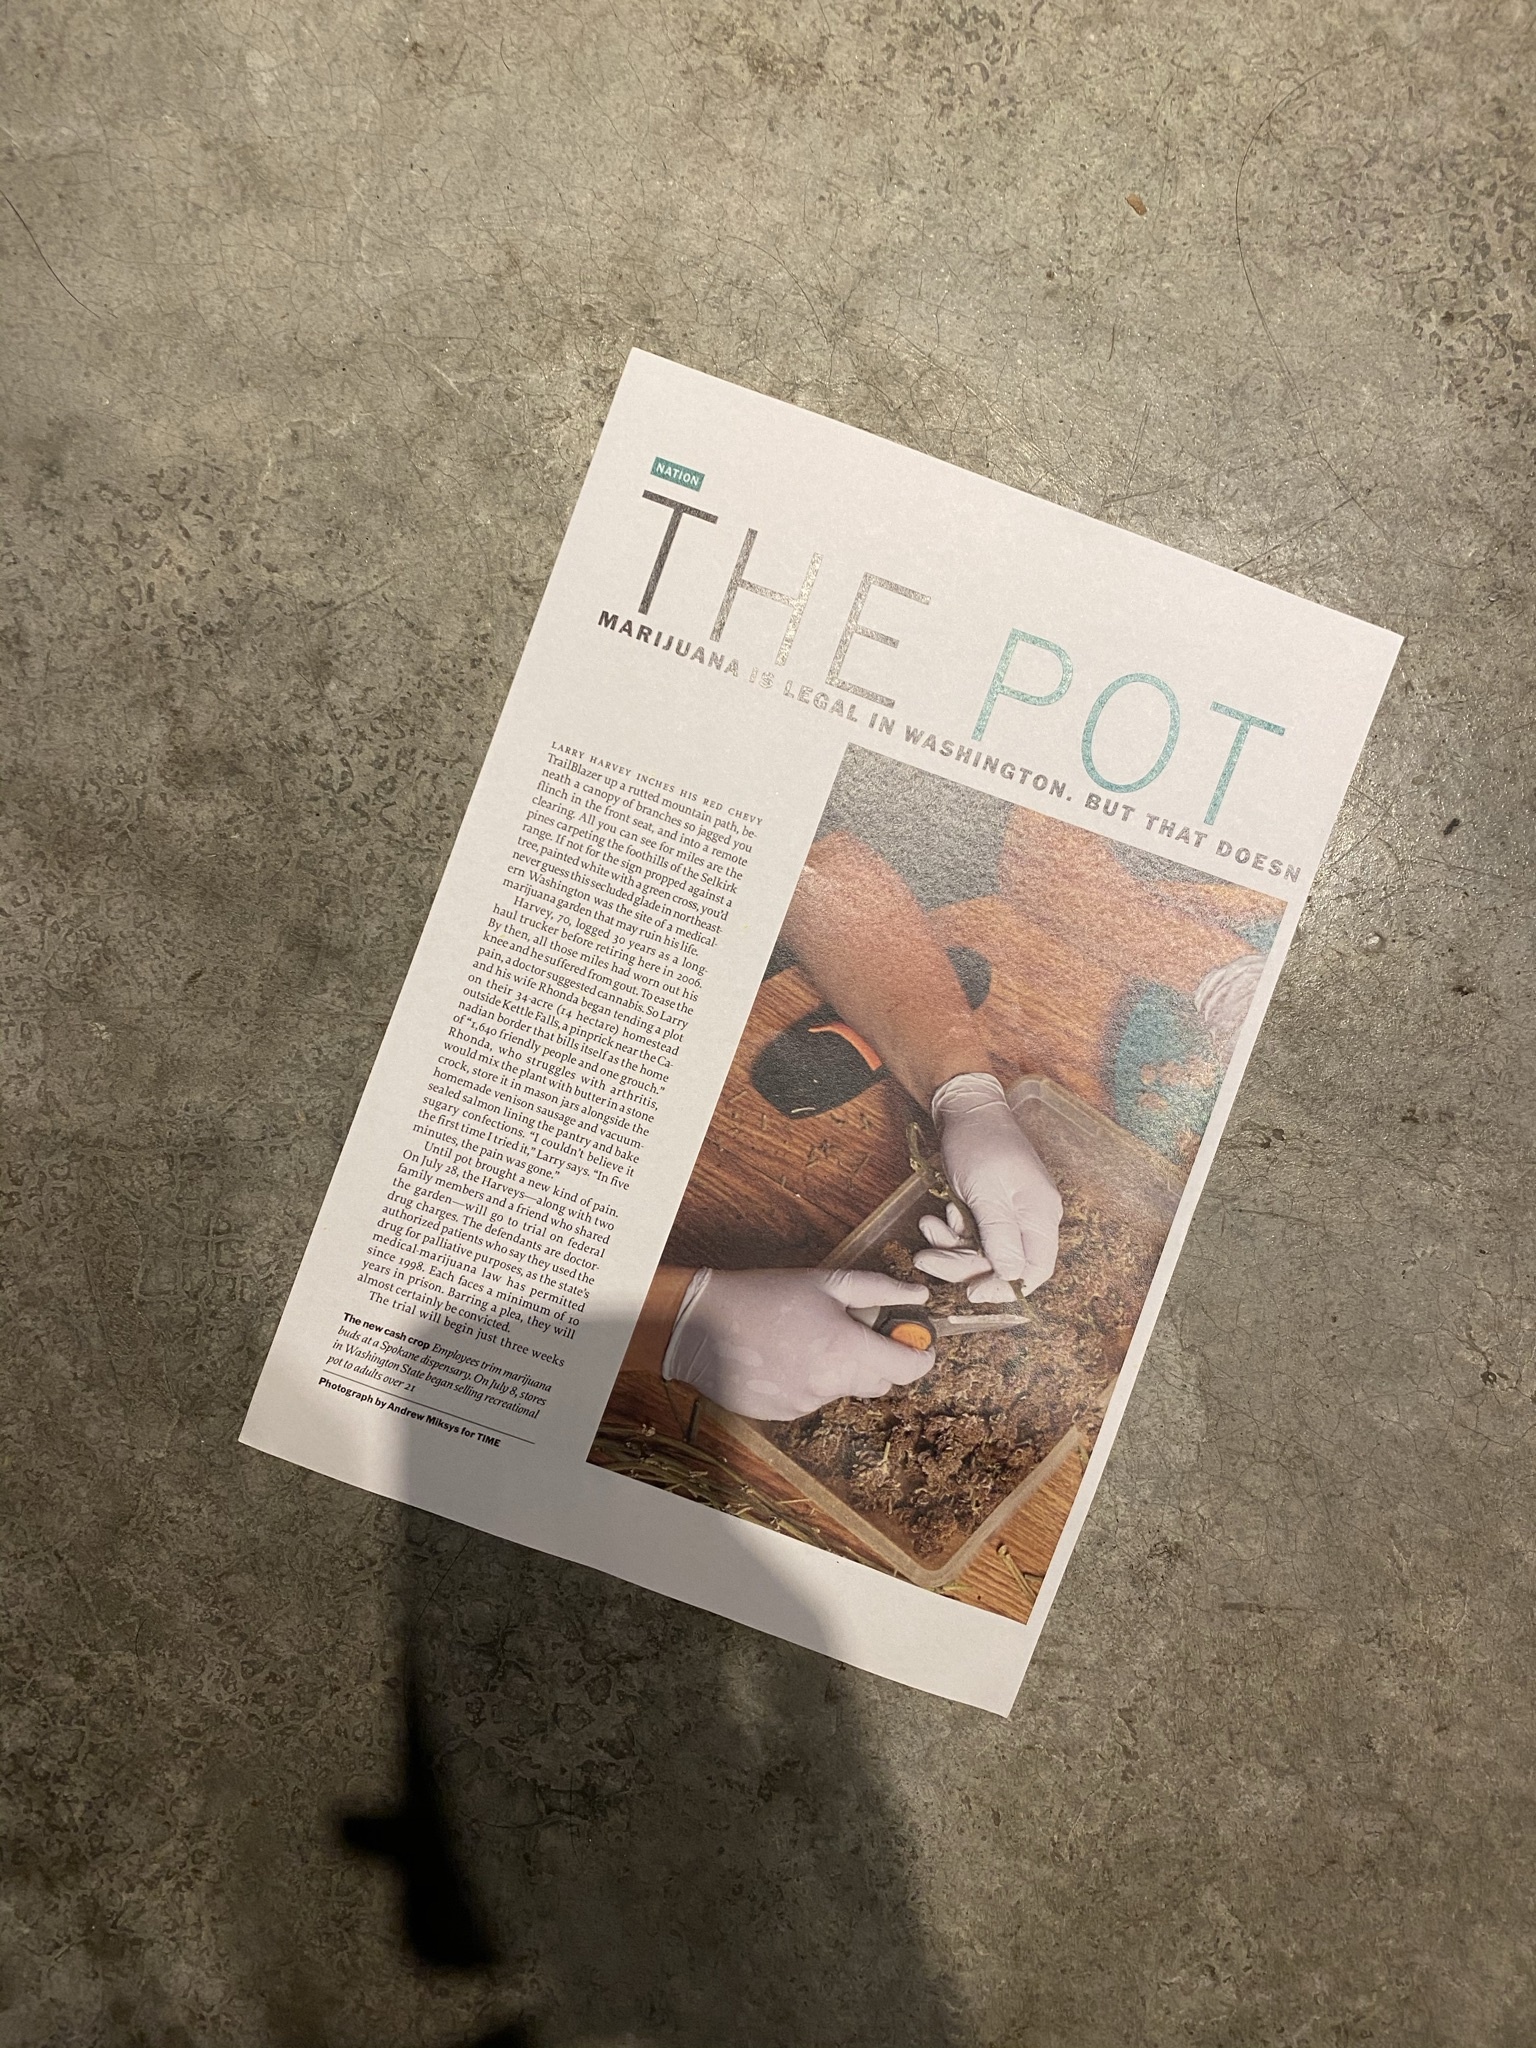 NATION
THE POT
MARIJUANA IS LEGAL IN WASHINGTON. BUT THAT DOESN
LARRY HARVEY INCHES HIS RED CHEVY
TrailBlazer up a rutted mountain path, be-
neath a canopy of branches so jagged you
flinch in the front seat, and into a remote
clearing. All you can see for miles are the
pines carpeting the foothills of the Selkirk
range. If not for the sign propped against a
tree, painted white with a green cross, you'd
never guess this secluded glade in northeast-
ern Washington was the site of a medical-
marijuana garden that may ruin his life.
Harvey, 70, logged 30 years as a long-
haul trucker before retiring here in 2006.
By then, all those miles had worn out his
knee and he suffered from gout. To ease the
pain, a doctor suggested cannabis. So Larry
and his wife Rhonda began tending a plot
on their 34-acre (14 hectare) homestead
outside Kettle Falls, a pinprick near the Ca-
nadian border that bills itself as the home
of “1,640 friendly people and one grouch.”
Rhonda, who struggles with arthritis,
would mix the plant with butter in a stone
crock, store it in mason jars alongside the
homemade venison sausage and vacuum-
sealed salmon lining the pantry and bake
sugary confections. “I couldn't believe it
the first time I tried it,” Larry says. “In five
minutes, the pain was gone.”
Until pot brought a new kind of pain.
On July 28, the Harveys—along with two
family members and a friend who shared
the garden—will go to trial on federal
drug charges. The defendants are doctor-
authorized patients who say they used the
drug for palliative purposes, as the state's
medical-marijuana law has permitted
since 1998. Each faces a minimum of 10
years in prison. Barring a plea, they will
almost certainly be convicted.
The trial will begin just three weeks
The new cash crop Employees trim marijuana
buds at a Spokane dispensary. On July 8, stores
in Washington State began selling recreational
pot to adults over 21
Photograph by Andrew Miksys for TIME